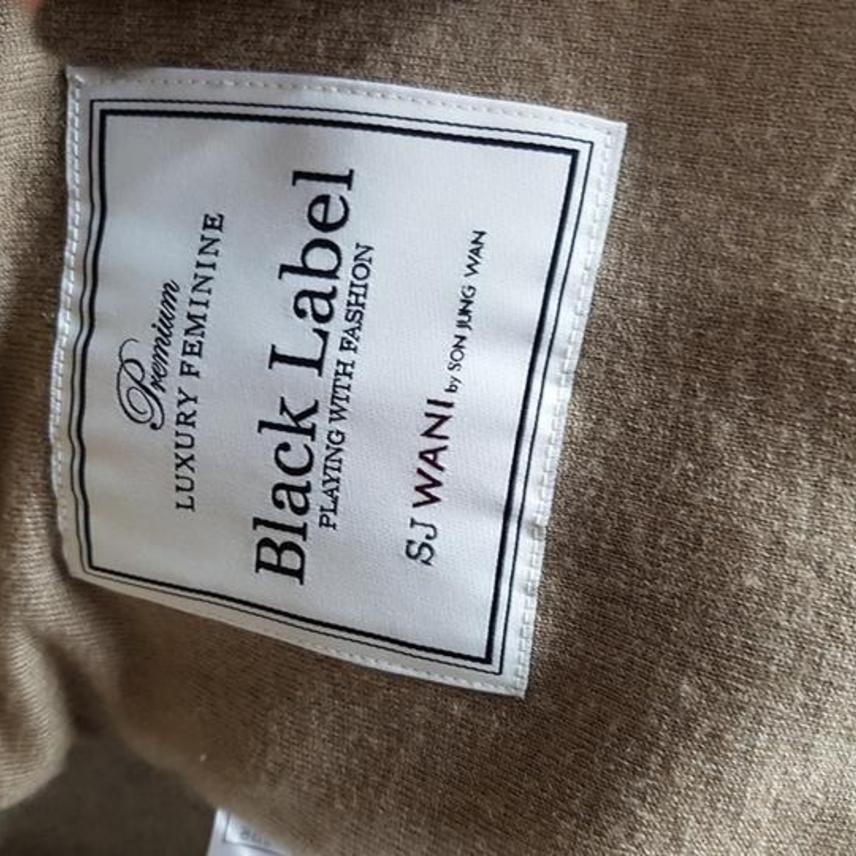 Premium
LUXURY FEMININE
Black Label
PLAYING WITH FASHION
SJ WANI by SON JUNG WAN